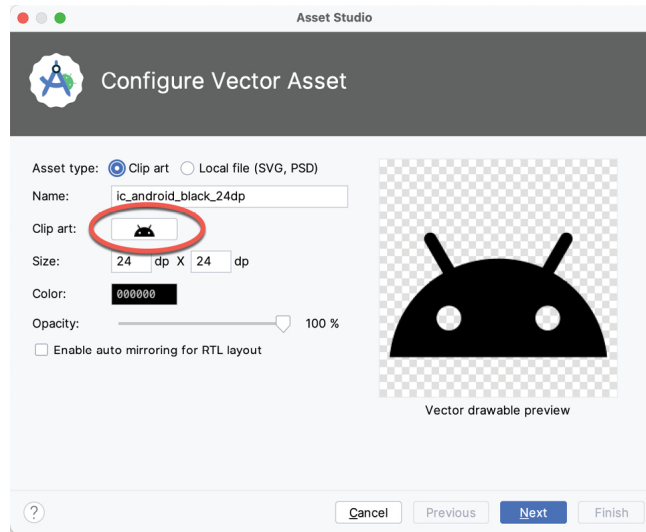 Asset Studio
Configure Vector Asset
Asset type: Clip art Local file (SVG, PSD)
Name: ic_android_black_24dp
Clip art:
Size: 24 dp X 24 dp
Color: 000000
Opacity: 100 %
Enable auto mirroring for RTL layout
Vector drawable preview
? Cancel Previous Next Finish